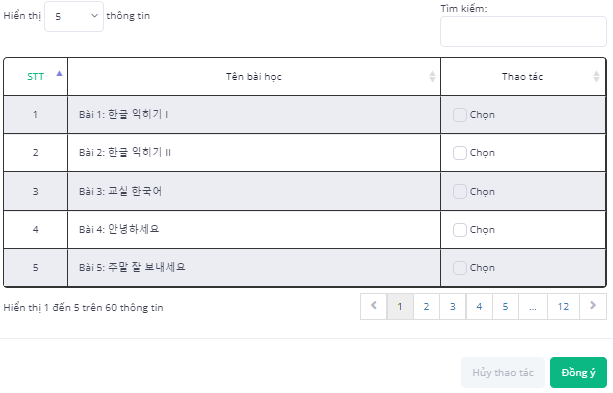 Hiển thị 5 thông tin
Tìm kiếm:
STT Tên bài học Thao tác
1 Bài 1: 한글 익히기 I Chọn
2 Bài 2: 한글 익히기 II Chọn
3 Bài 3: 교실 한국어 Chọn
4 Bài 4: 안녕하세요 Chọn
5 Bài 5: 주말 잘 보내세요 Chọn
Hiển thị 1 đến 5 trên 60 thông tin
1 2 3 4 5 ... 12
Hủy thao tác Đồng ý